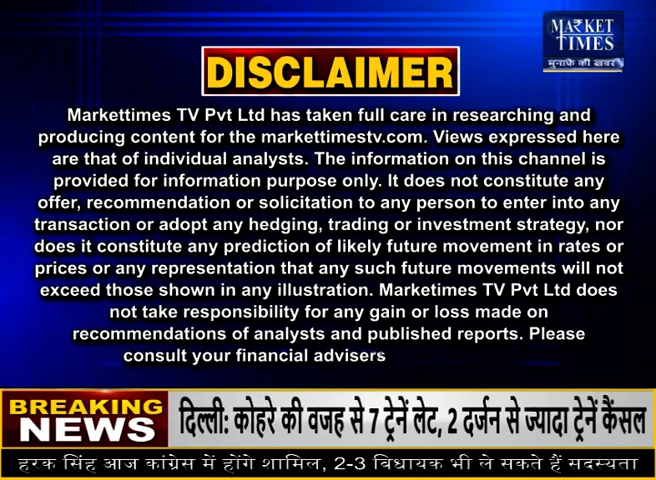 MARKET
TIMES
मुनाफे की खबर
DISCLAIMER
Markettimes TV Pvt Ltd has taken full care in researching and
producing content for the markettimestv.com. Views expressed here
are that of individual analysts. The information on this channel is
provided for information purpose only. It does not constitute any
offer, recommendation or solicitation to any person to enter into any
transaction or adopt any hedging, trading or investment strategy, nor
does it constitute any prediction of likely future movement in rates or
prices or any representation that any such future movements will not
exceed those shown in any illustration. Marketimes TV Pvt Ltd does
not take responsibility for any gain or loss made on
recommendations of analysts and published reports. Please
consult your financial advisers
BREAKING
NEWS
दिल्ली: कोहरे की वजह से 7 ट्रेनें लेट, 2 दर्जन से ज्यादा ट्रेनें कैंसल
हरक सिंह आज कांग्रेस में होंगे शामिल, 2-3 विधायक भी ले सकते हैं सदस्यता